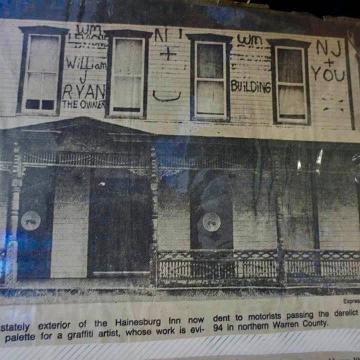 WM
William
J
RYAN
THE OWNER
NJ
+
WM
BUILDING
NJ
+
YOU
Expres
stately exterior of the Hainesburg Inn now
palette for a graffiti artist, whose work is evi-
dent to motorists passing the derelict
94 in northern Warren County.